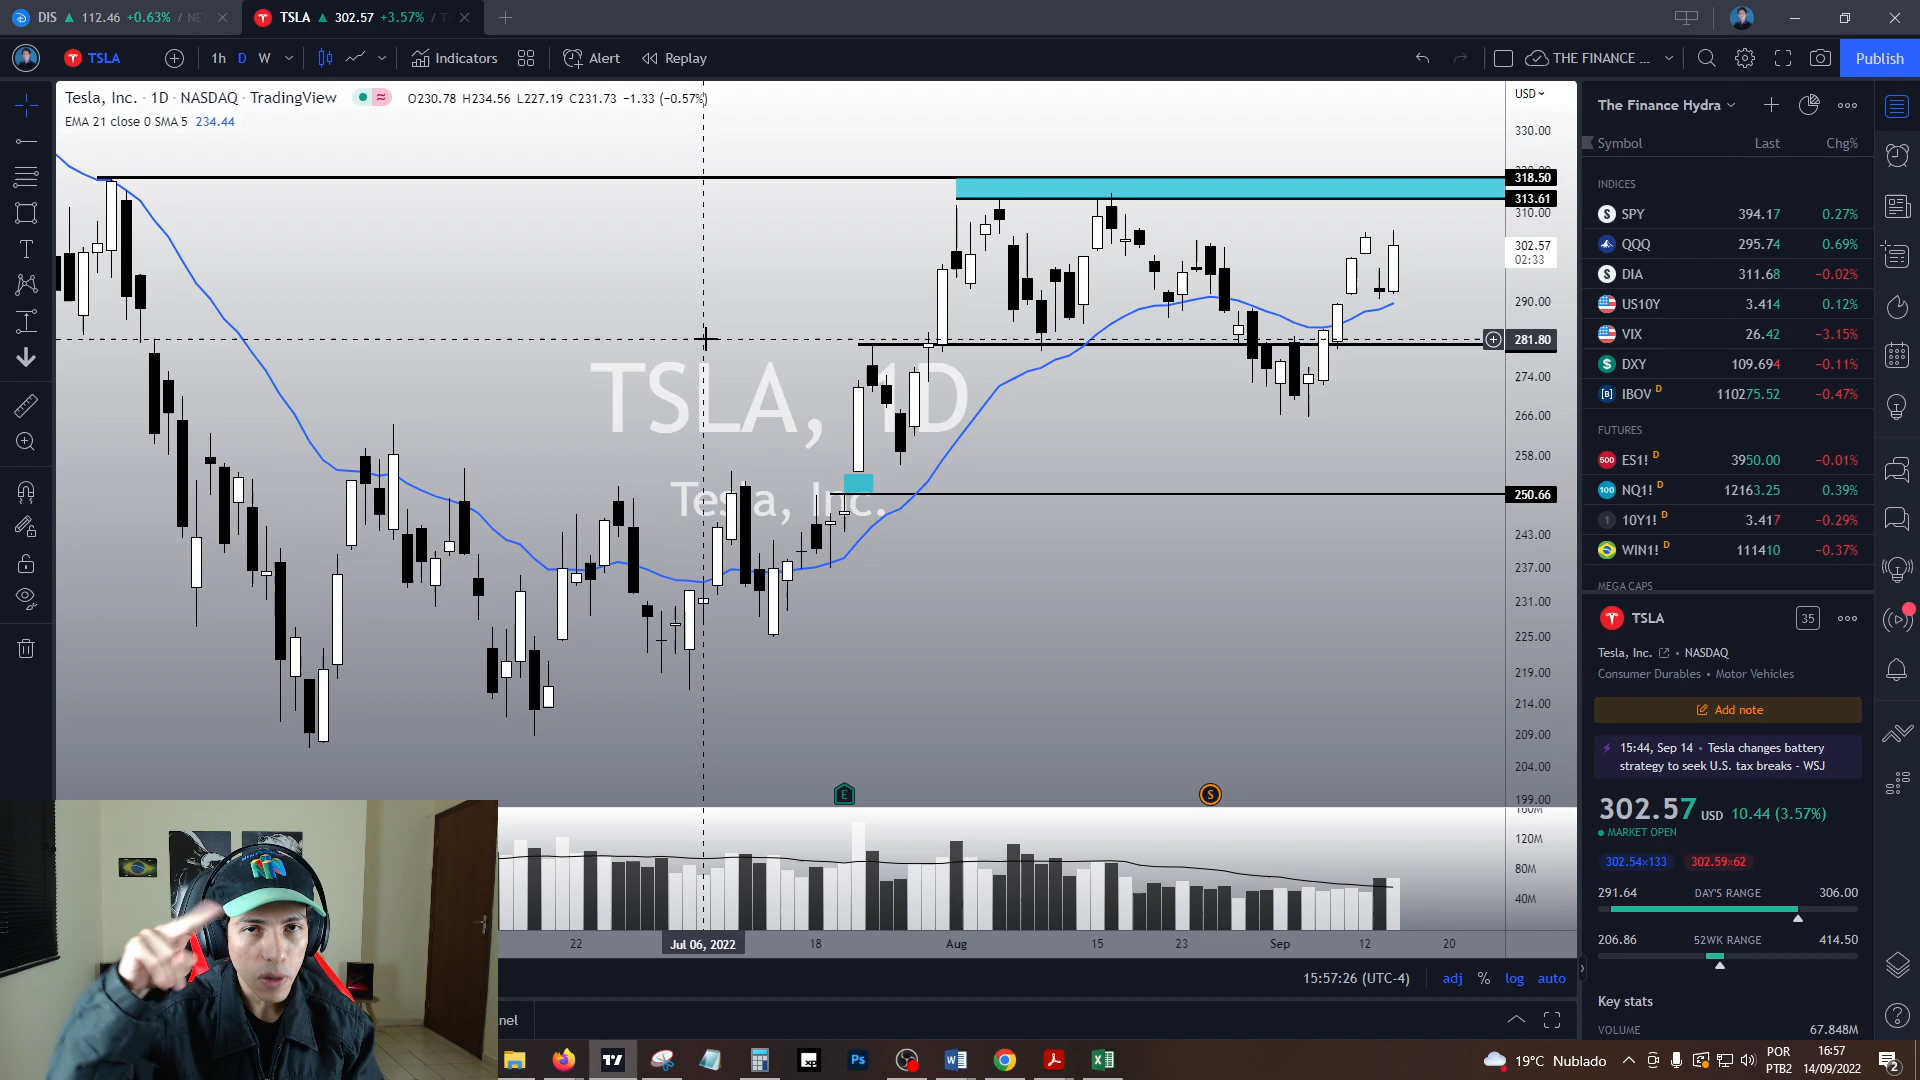 DIS ▲ 112.46 +0.63% / NE
TSLA ▲ 302.57 +3.57% / T
TSLA
1h D W
Indicators
Alert
Replay
THE FINANCE ...
Publish
Tesla, Inc. · 1D · NASDAQ · TradingView
O230.78 H234.56 L227.19 C231.73 −1.33 (−0.57%)
EMA 21 close 0 SMA 5 234.44
TSLA, 1D
Tesla, Inc.
USD
330.00
318.50
313.61
310.00
302.57
02:33
290.00
281.80
274.00
266.00
258.00
250.66
243.00
237.00
231.00
225.00
219.00
214.00
209.00
204.00
199.00
E
S
160M
120M
80M
40M
22
Jul 06, 2022
18
Aug
15
23
Sep
12
20
15:57:26 (UTC-4)
adj % log auto
nel
The Finance Hydra
Symbol Last Chg%
INDICES
SPY 394.17 0.27%
QQQ 295.74 0.69%
DIA 311.68 −0.02%
US10Y 3.414 0.12%
VIX 26.42 −3.15%
DXY 109.694 −0.11%
IBOV D 110275.52 −0.47%
FUTURES
ES1! D 3950.00 −0.01%
NQ1! D 12163.25 0.39%
10Y1! D 3.417 −0.29%
WIN1! D 111410 −0.37%
MEGA CAPS
TSLA
35
Tesla, Inc. • NASDAQ
Consumer Durables • Motor Vehicles
Add note
15:44, Sep 14 • Tesla changes battery
strategy to seek U.S. tax breaks - WSJ
302.57 USD 10.44 (3.57%)
MARKET OPEN
302.54×133 302.59×62
291.64 DAY'S RANGE 306.00
206.86 52WK RANGE 414.50
Key stats
VOLUME 67.848M
19°C Nublado
POR
PTB2
16:57
14/09/2022
2